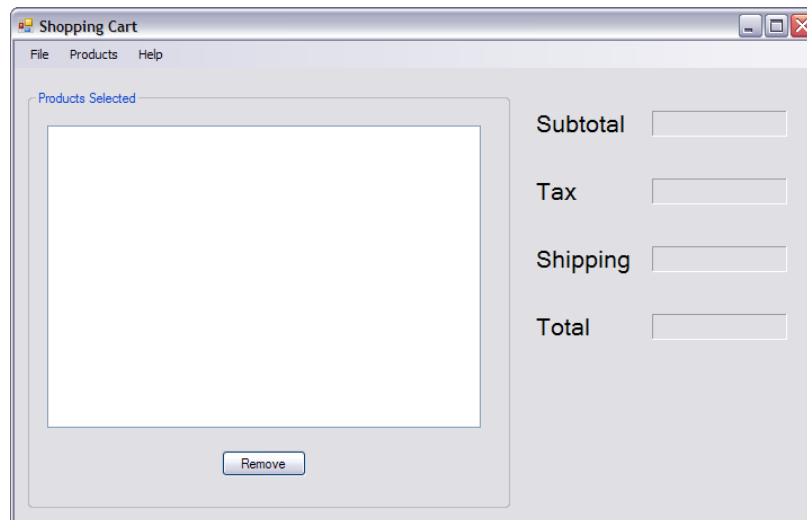 Shopping Cart
File Products Help
Products Selected
Subtotal
Tax
Shipping
Total
Remove